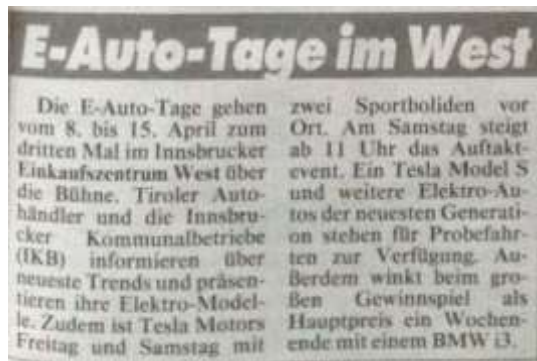 E-Auto-Tage im West
Die E-Auto-Tage gehen
vom 8. bis 15. April zum
dritten Mal im Innsbrucker
Einkaufszentrum West über
die Bühne. Tiroler Auto-
händler und die Innsbru-
cker Kommunalbetriebe
(IKB) informieren über
neueste Trends und präsen-
tieren ihre Elektro-Model-
le. Zudem ist Tesla Motors
Freitag und Samstag mit
zwei Sportboliden vor
Ort. Am Samstag steigt
ab 11 Uhr das Auftakt-
event. Ein Tesla Model S
und weitere Elektro-Au-
tos der neuesten Generati-
on stehen für Probefahr-
ten zur Verfügung. Au-
ßerdem winkt beim gro-
ßen Gewinnspiel als
Hauptpreis ein Wochen-
ende mit einem BMW i3.